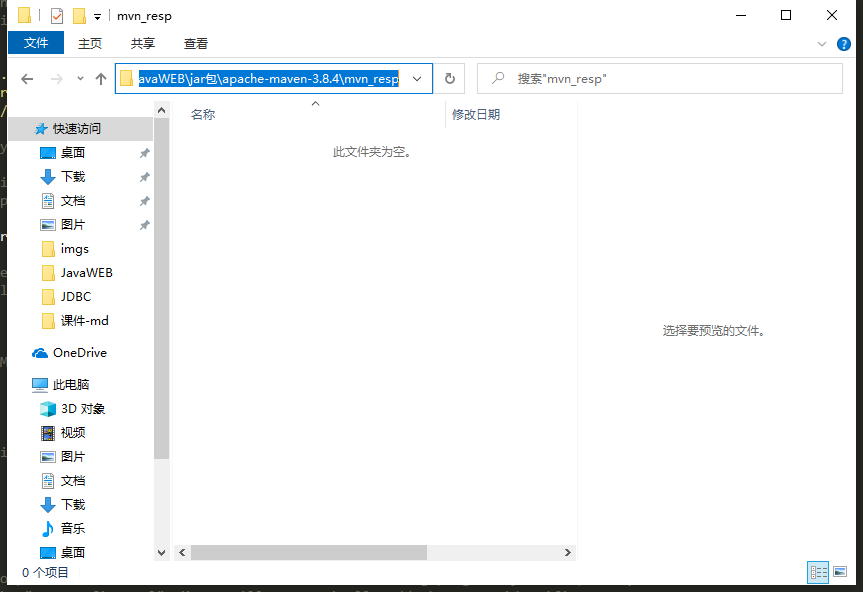 mvn_resp
文件 主页 共享 查看
avaWEB\jar包\apache-maven-3.8.4\mvn_resp
搜索"mvn_resp"
名称 修改日期
此文件夹为空。
快速访问
桌面
下载
文档
图片
imgs
JavaWEB
JDBC
课件-md
OneDrive
此电脑
3D 对象
视频
图片
文档
下载
音乐
桌面
选择要预览的文件。
0 个项目